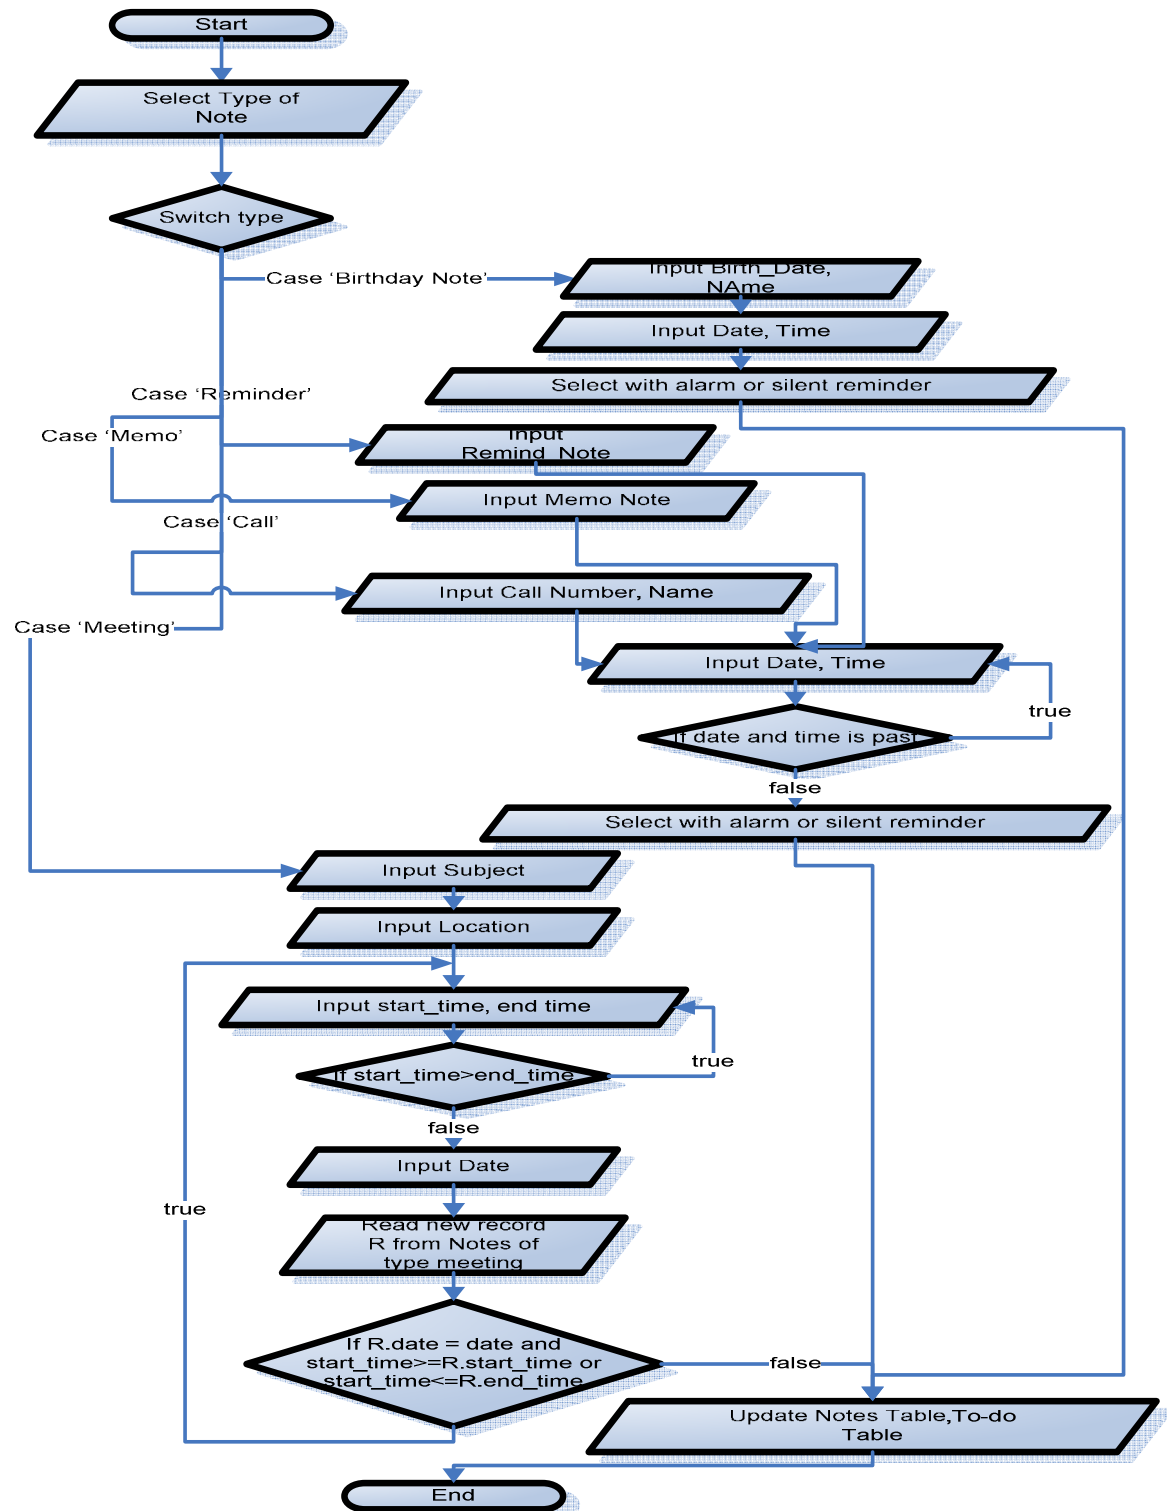 Start
Select Type of
Note
Switch type
Case ‘Birthday Note’
Input Birth_Date,
NAme
Input Date, Time
Select with alarm or silent reminder
Case ‘Reminder’
Case ‘Memo’
Input
Remind_Note
Input Memo Note
Case ‘Call’
Input Call Number, Name
Case ‘Meeting’
Input Date, Time
true
If date and time is past
false
Select with alarm or silent reminder
Input Subject
Input Location
Input start_time, end time
true
If start_time>end_time
false
Input Date
true
Read new record
R from Notes of
type meeting
If R.date = date and
start_time>=R.start_time or
start_time<=R.end_time
false
Update Notes Table,To-do
Table
End